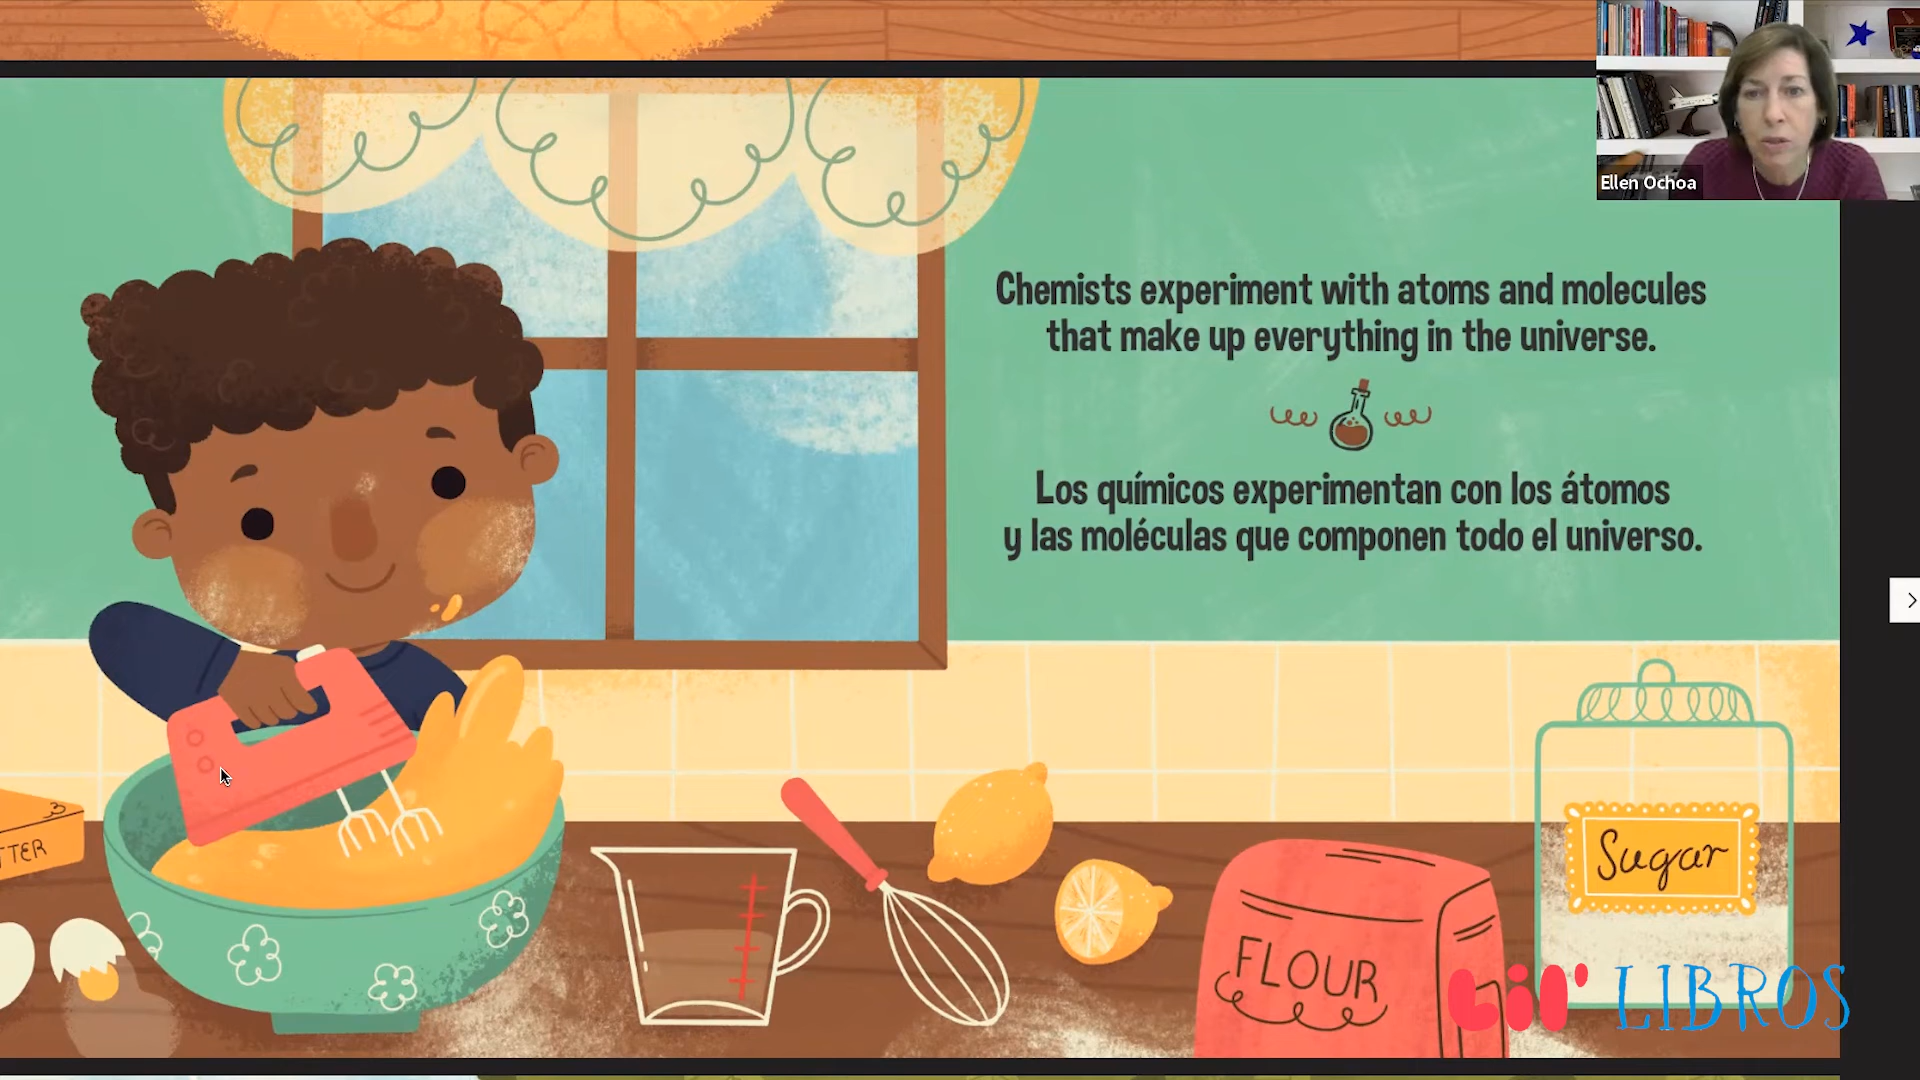 Ellen Ochoa
Chemists experiment with atoms and molecules
that make up everything in the universe.
Los químicos experimentan con los átomos
y las moléculas que componen todo el universo.
TTER
Sugar
FLOUR
Lil' LIBROS